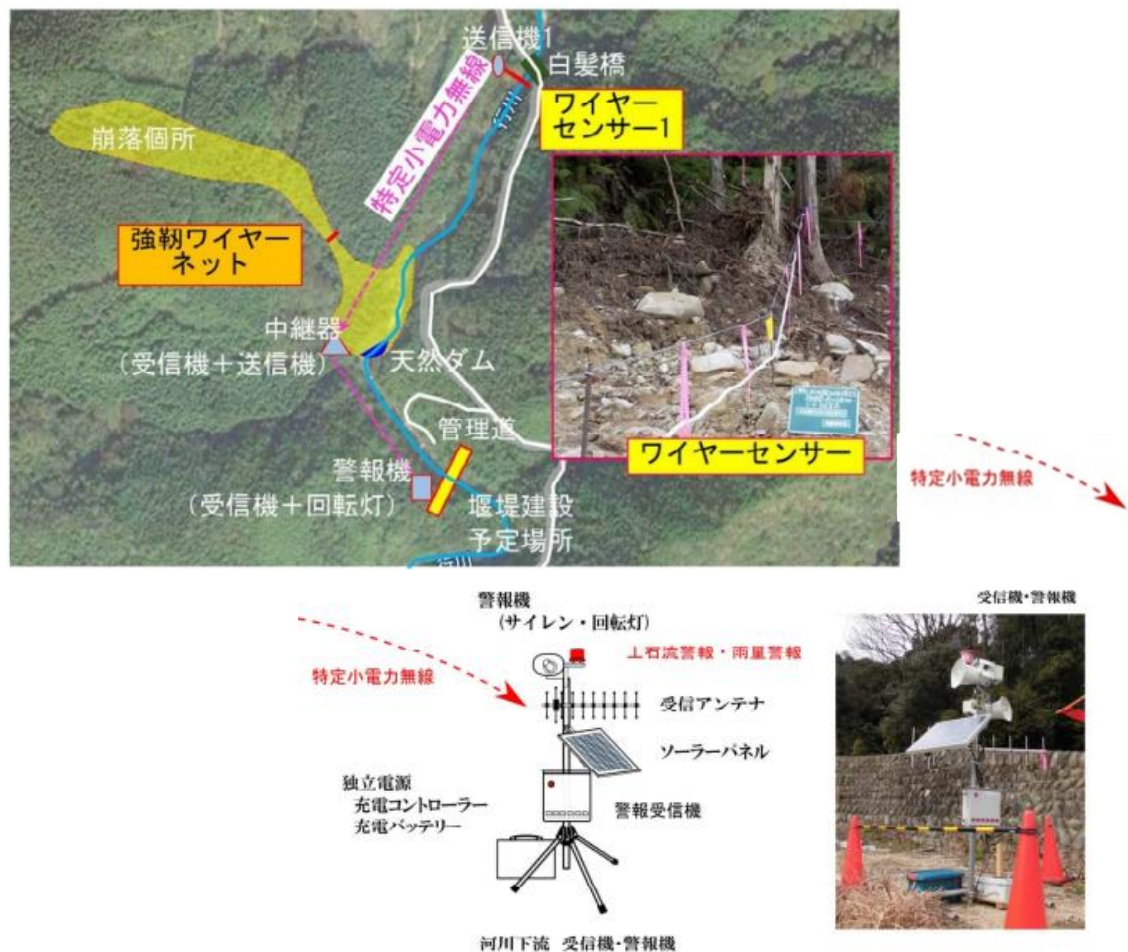 送信機1
白髪橋
特定小電力無線
行川
ワイヤー
センサー1
崩落個所
強靭ワイヤー
ネット
中継器
(受信機+送信機)
天然ダム
管理道
ワイヤーセンサー
警報機
(受信機+回転灯)
堰堤建設
予定場所
行川
特定小電力無線
警報機
(サイレン・回転灯)
土石流警報・雨量警報
特定小電力無線
受信アンテナ
ソーラーパネル
独立電源
充電コントローラー
充電バッテリー
警報受信機
河川下流 受信機・警報機
受信機・警報機